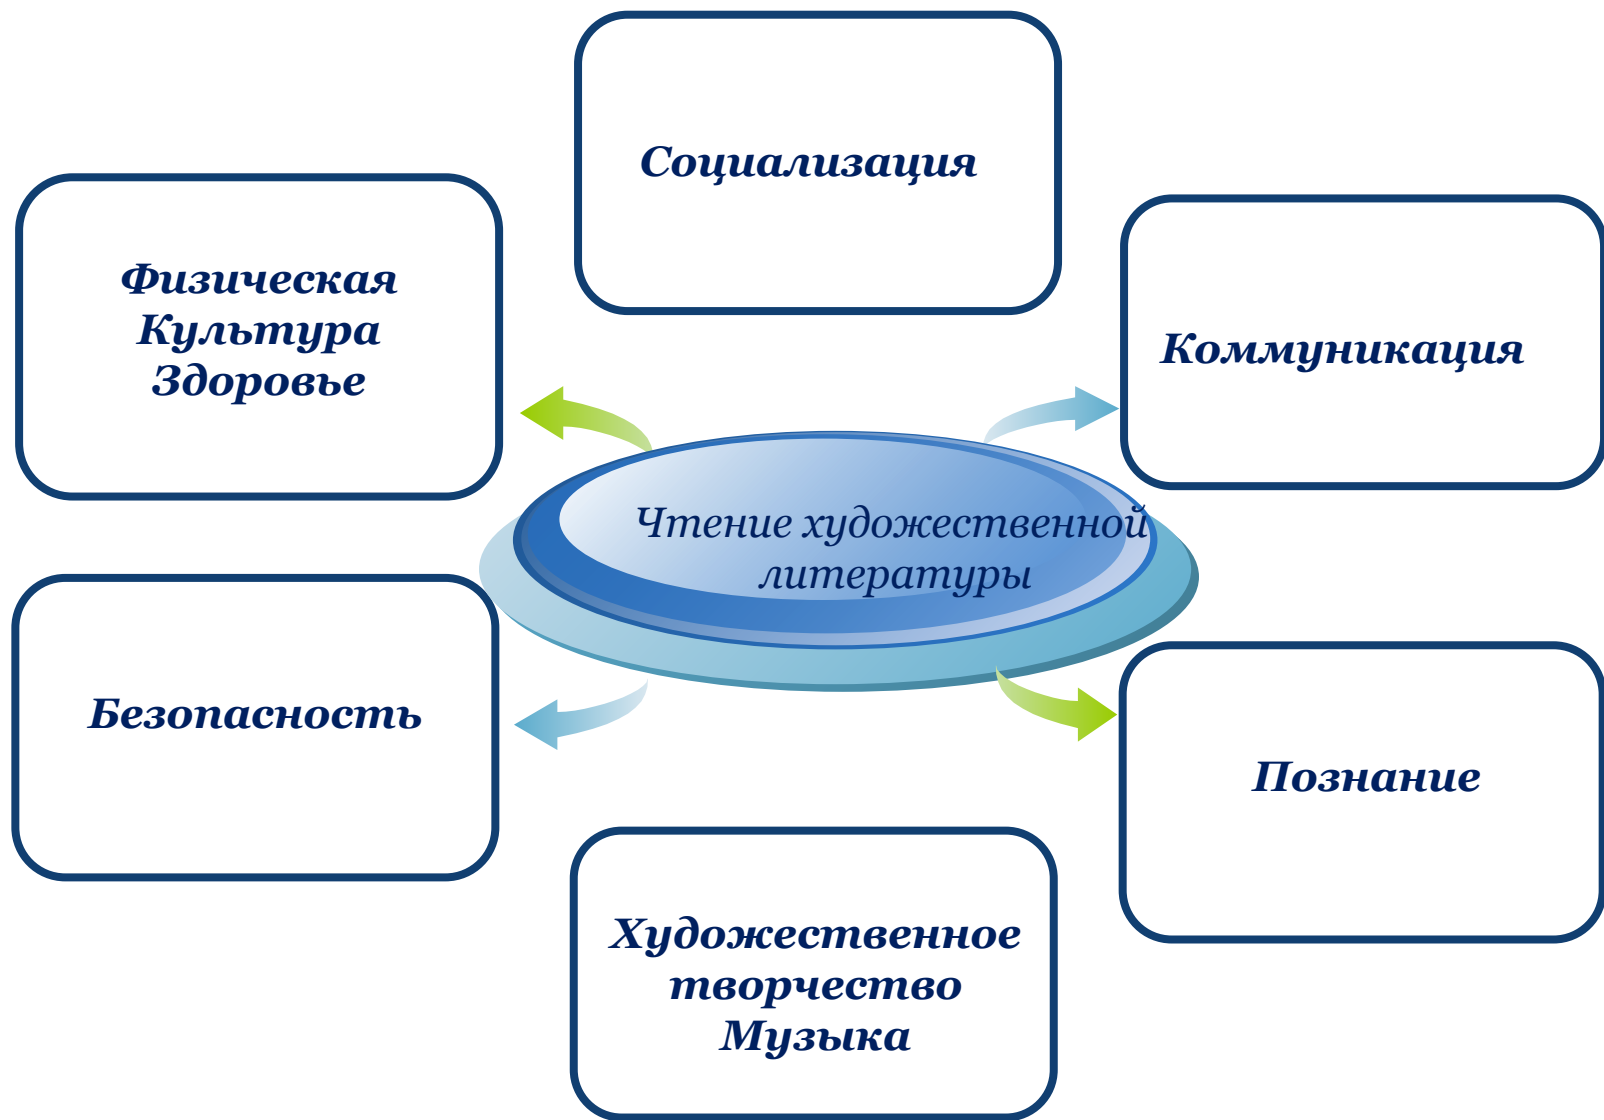 Социализация
Физическая
Культура
Здоровье
Коммуникация
Чтение художественной
литературы
Безопасность
Познание
Художественное
творчество
Музыка